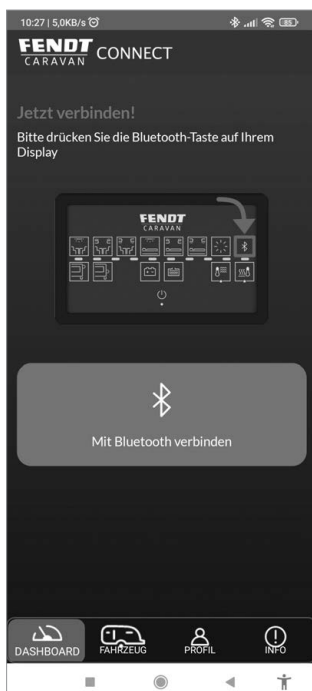 10:27 | 5,0KB/s
85
FENDT
CARAVAN CONNECT
Jetzt verbinden!
Bitte drücken Sie die Bluetooth-Taste auf Ihrem
Display
FENDT
CARAVAN
Mit Bluetooth verbinden
DASHBOARD FAHRZEUG PROFIL INFO